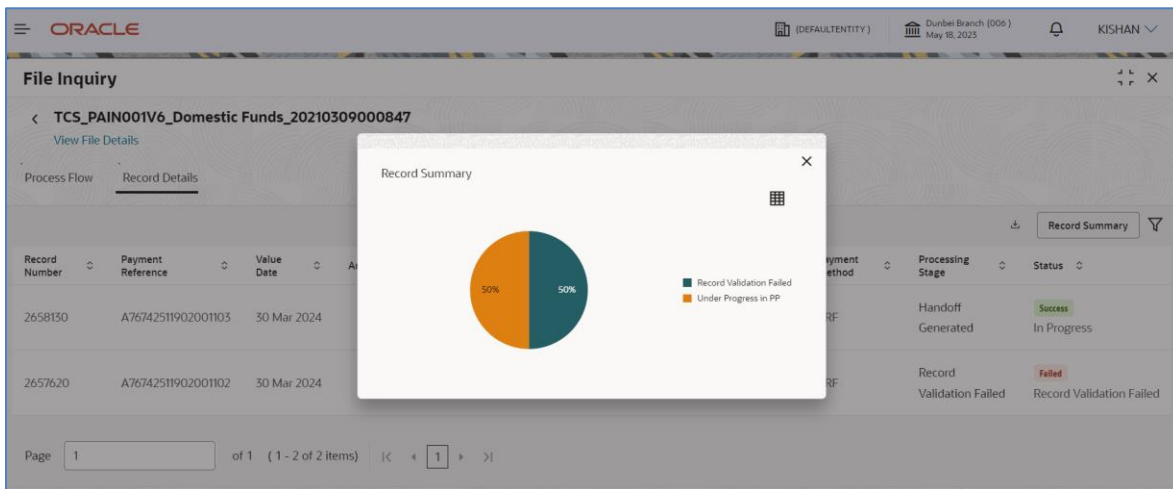 ORACLE
(DEFAULTENTITY)
Dunbei Branch (006)
May 18, 2023
KISHAN
File Inquiry
TCS_PAIN001V6_Domestic Funds_20210309000847
View File Details
Process Flow
Record Details
Record Summary
Record Summary
50%
50%
Record Validation Failed
Under Progress in PP
Record Number
Payment Reference
Value Date
Processing Stage
Status
2658130
A76742511902001103
30 Mar 2024
Handoff Generated
Success
In Progress
2657620
A76742511902001102
30 Mar 2024
Record Validation Failed
Failed
Record Validation Failed
Page 1 of 1 (1 - 2 of 2 items) 1